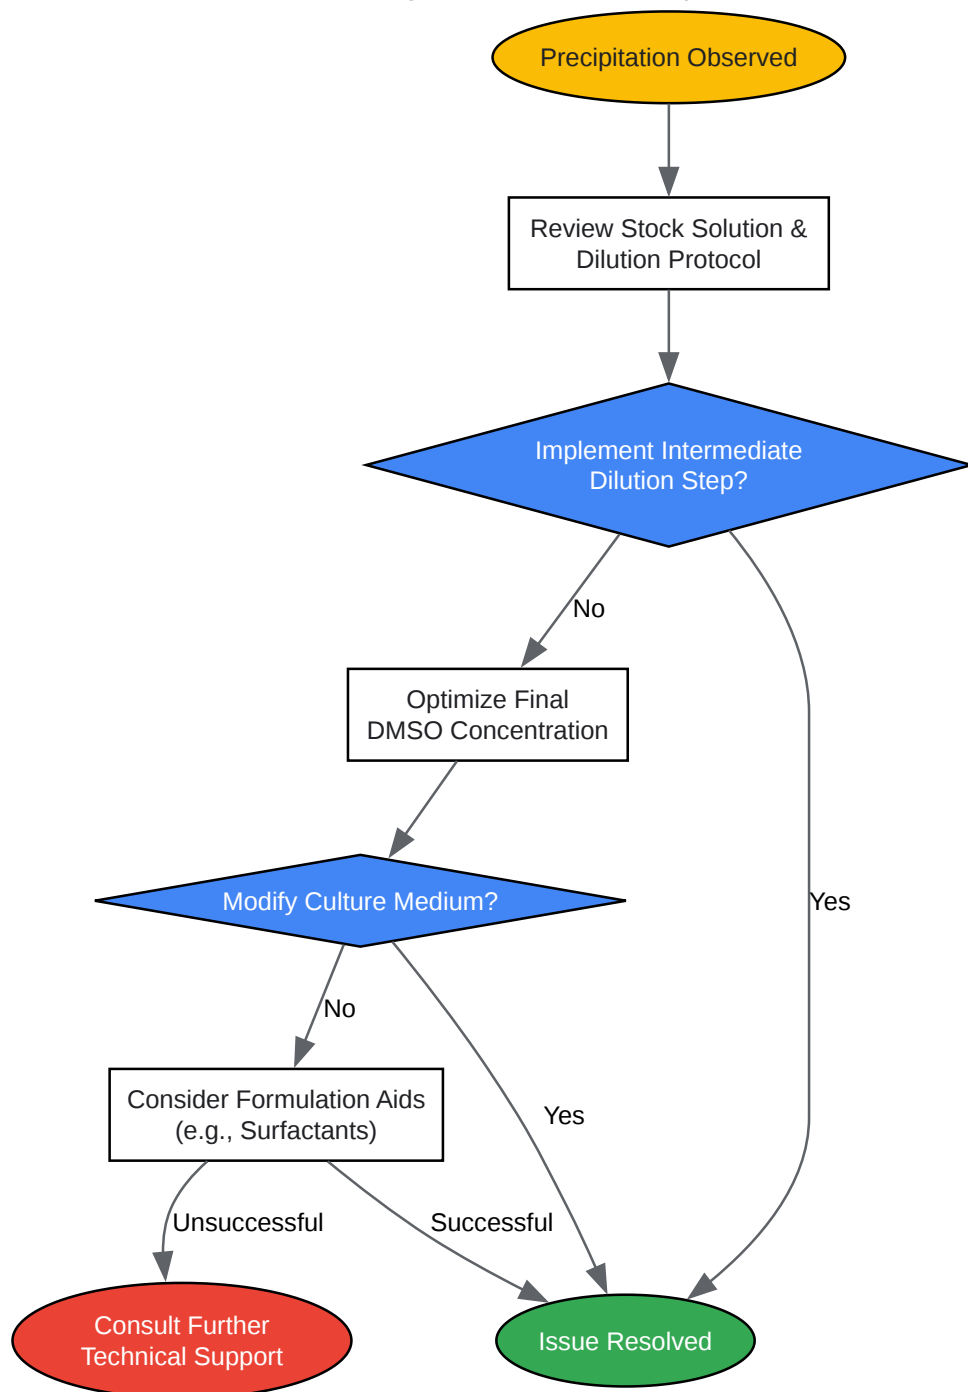 Precipitation Observed
Review Stock Solution &
Dilution Protocol
Implement Intermediate
Dilution Step?
No
Optimize Final
DMSO Concentration
Modify Culture Medium?
Yes
No
Consider Formulation Aids
(e.g., Surfactants)
Yes
Unsuccessful
Successful
Consult Further
Technical Support
Issue Resolved